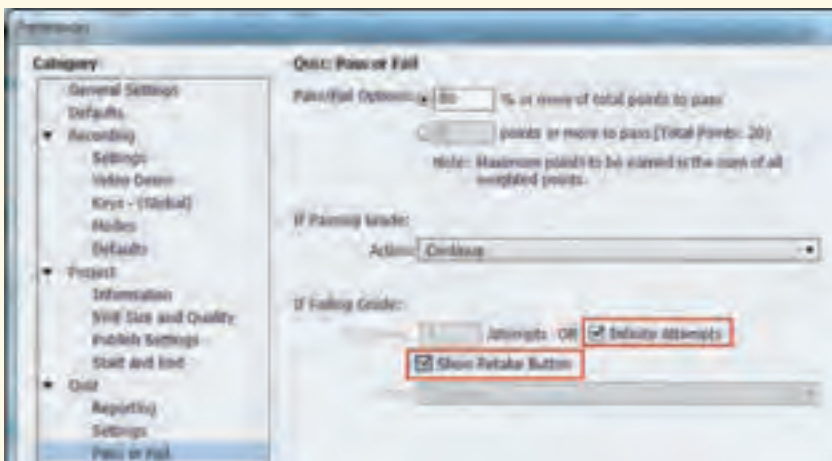 Preferences
Category
General Settings
Defaults
Recording
Settings
Video Demo
Keys - (Global)
Modes
Defaults
Project
Information
SWF Size and Quality
Publish Settings
Start and End
Quiz
Reporting
Settings
Pass or Fail
Quiz: Pass or Fail
Pass/Fail Options: 80 % or more of total points to pass
points or more to pass (Total Points: 20)
Note: Maximum points to be earned is the sum of all
weighted points.
If Passing Grade:
Action: Continue
If Failing Grade:
Attempts OR Infinite Attempts
Show Retake Button